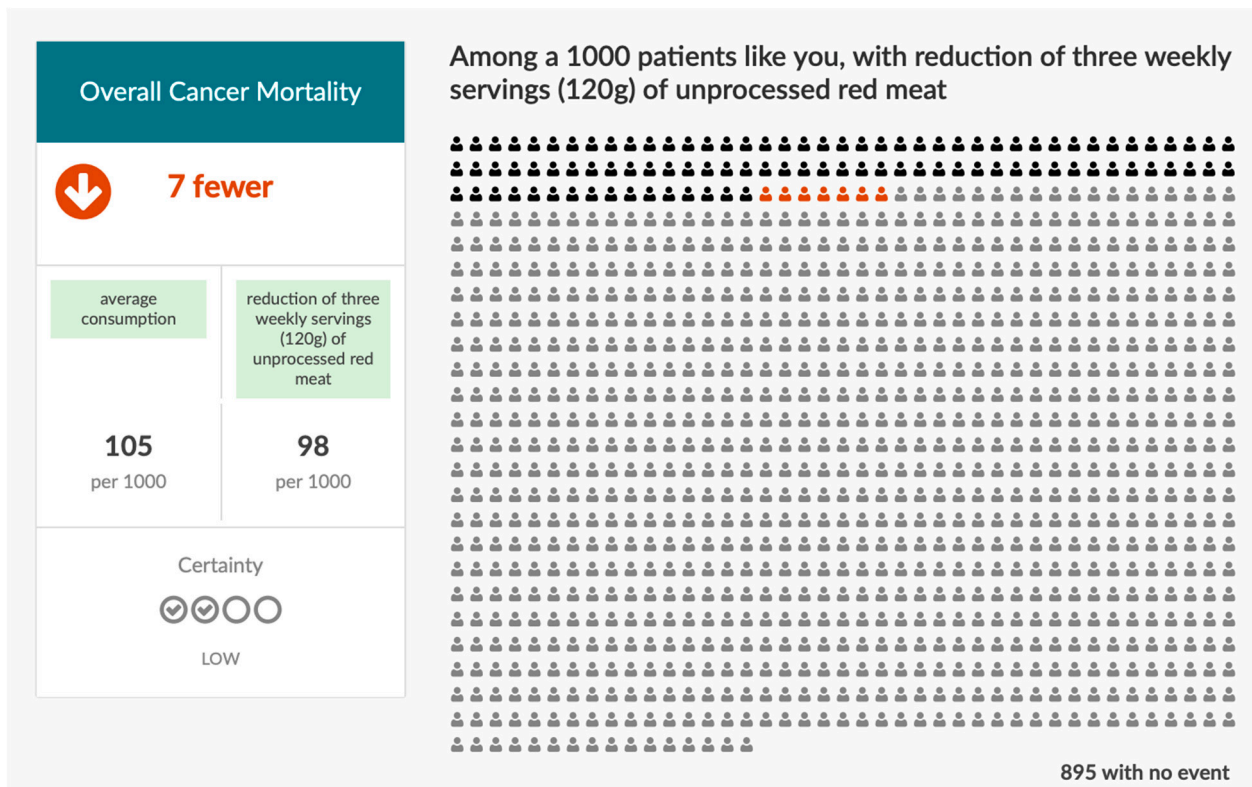 Overall Cancer Mortality
7 fewer
average
consumption
reduction of three
weekly servings
(120g) of
unprocessed red
meat
105
per 1000
98
per 1000
Certainty
LOW
Among a 1000 patients like you, with reduction of three weekly
servings (120g) of unprocessed red meat
895 with no event